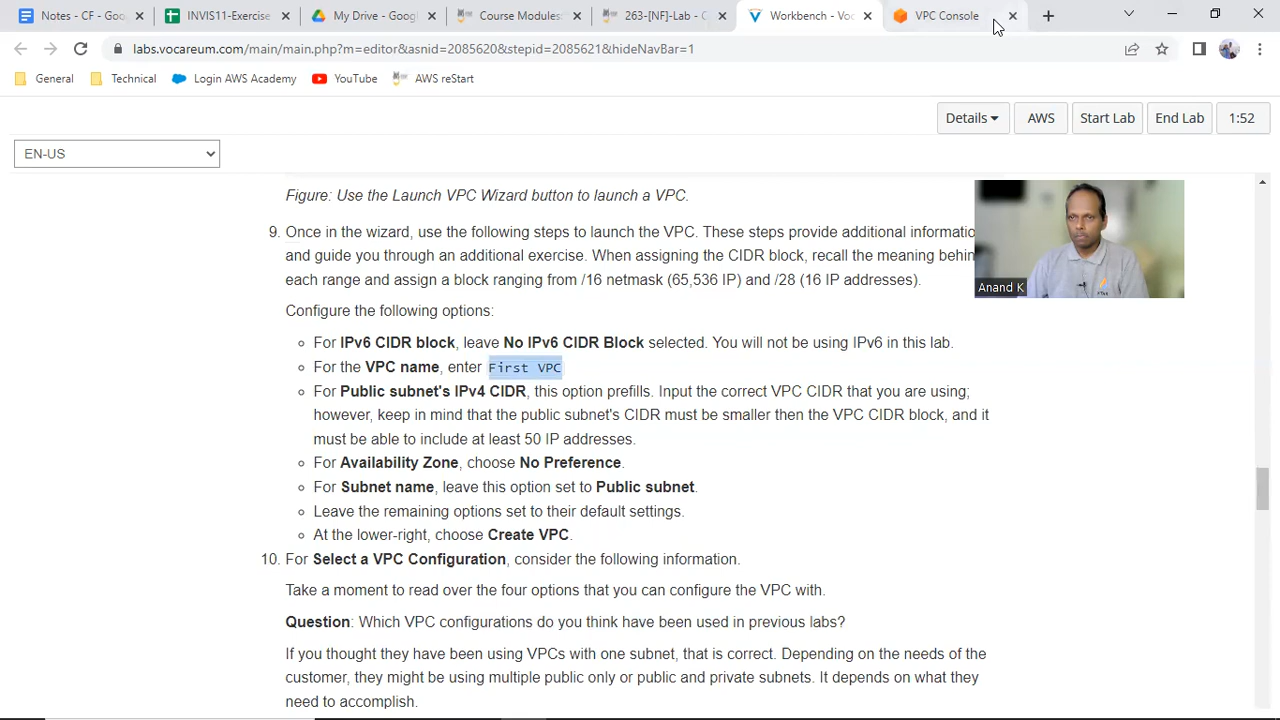 Notes - CF - Goo
INVIS11-Exercise
My Drive - Googl
Course Modules:
263-[NF]-Lab - C
Workbench - Voc
VPC Console
labs.vocareum.com/main/main.php?m=editor&asnid=2085620&stepid=2085621&hideNavBar=1
General
Technical
Login AWS Academy
YouTube
AWS reStart
Details
AWS
Start Lab
End Lab
1:52
EN-US
Figure: Use the Launch VPC Wizard button to launch a VPC.
9. Once in the wizard, use the following steps to launch the VPC. These steps provide additional informatio
and guide you through an additional exercise. When assigning the CIDR block, recall the meaning behin
each range and assign a block ranging from /16 netmask (65,536 IP) and /28 (16 IP addresses).
Anand K
Configure the following options:
For IPv6 CIDR block, leave No IPv6 CIDR Block selected. You will not be using IPv6 in this lab.
For the VPC name, enter First VPC
For Public subnet's IPv4 CIDR, this option prefills. Input the correct VPC CIDR that you are using;
however, keep in mind that the public subnet's CIDR must be smaller then the VPC CIDR block, and it
must be able to include at least 50 IP addresses.
For Availability Zone, choose No Preference.
For Subnet name, leave this option set to Public subnet.
Leave the remaining options set to their default settings.
At the lower-right, choose Create VPC.
10. For Select a VPC Configuration, consider the following information.
Take a moment to read over the four options that you can configure the VPC with.
Question: Which VPC configurations do you think have been used in previous labs?
If you thought they have been using VPCs with one subnet, that is correct. Depending on the needs of the
customer, they might be using multiple public only or public and private subnets. It depends on what they
need to accomplish.